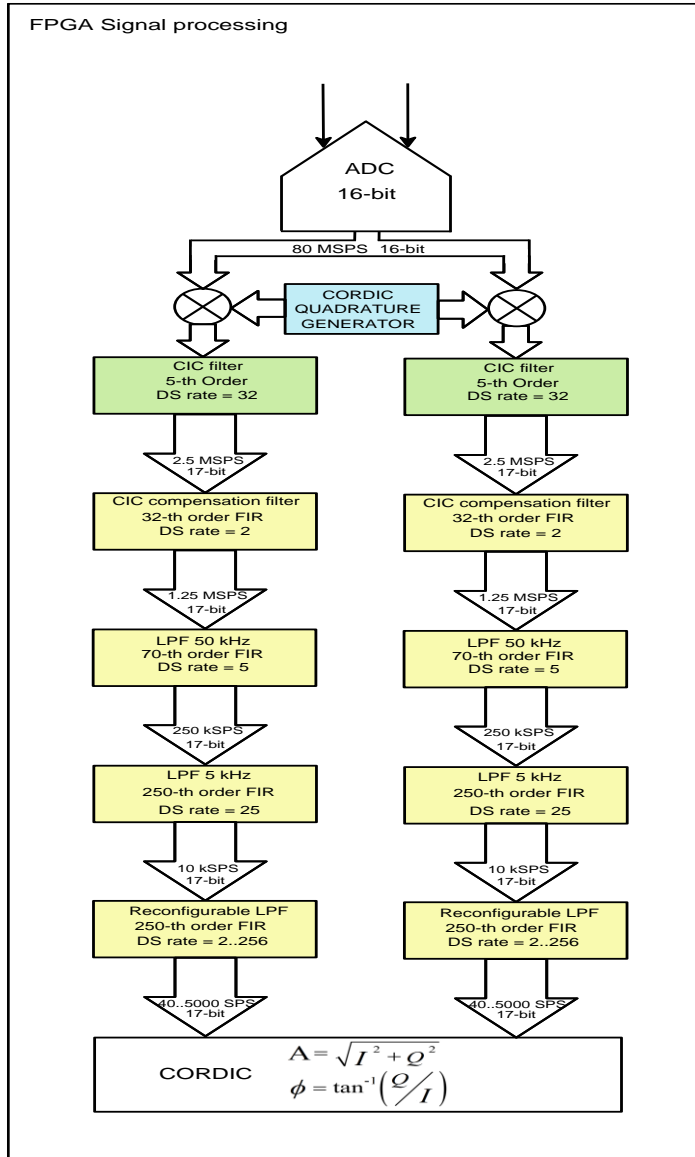 FPGA Signal processing
ADC
16-bit
80 MSPS 16-bit
CORDIC
QUADRATURE
GENERATOR
CIC filter
5-th Order
DS rate = 32
CIC filter
5-th Order
DS rate = 32
2.5 MSPS
17-bit
2.5 MSPS
17-bit
CIC compensation filter
32-th order FIR
DS rate = 2
CIC compensation filter
32-th order FIR
DS rate = 2
1.25 MSPS
17-bit
1.25 MSPS
17-bit
LPF 50 kHz
70-th order FIR
DS rate = 5
LPF 50 kHz
70-th order FIR
DS rate = 5
250 kSPS
17-bit
250 kSPS
17-bit
LPF 5 kHz
250-th order FIR
DS rate = 25
LPF 5 kHz
250-th order FIR
DS rate = 25
10 kSPS
17-bit
10 kSPS
17-bit
Reconfigurable LPF
250-th order FIR
DS rate = 2..256
Reconfigurable LPF
250-th order FIR
DS rate = 2..256
40..5000 SPS
17-bit
40..5000 SPS
17-bit
CORDIC
A = √(I² + Q²)
ϕ = tan⁻¹(Q/I)